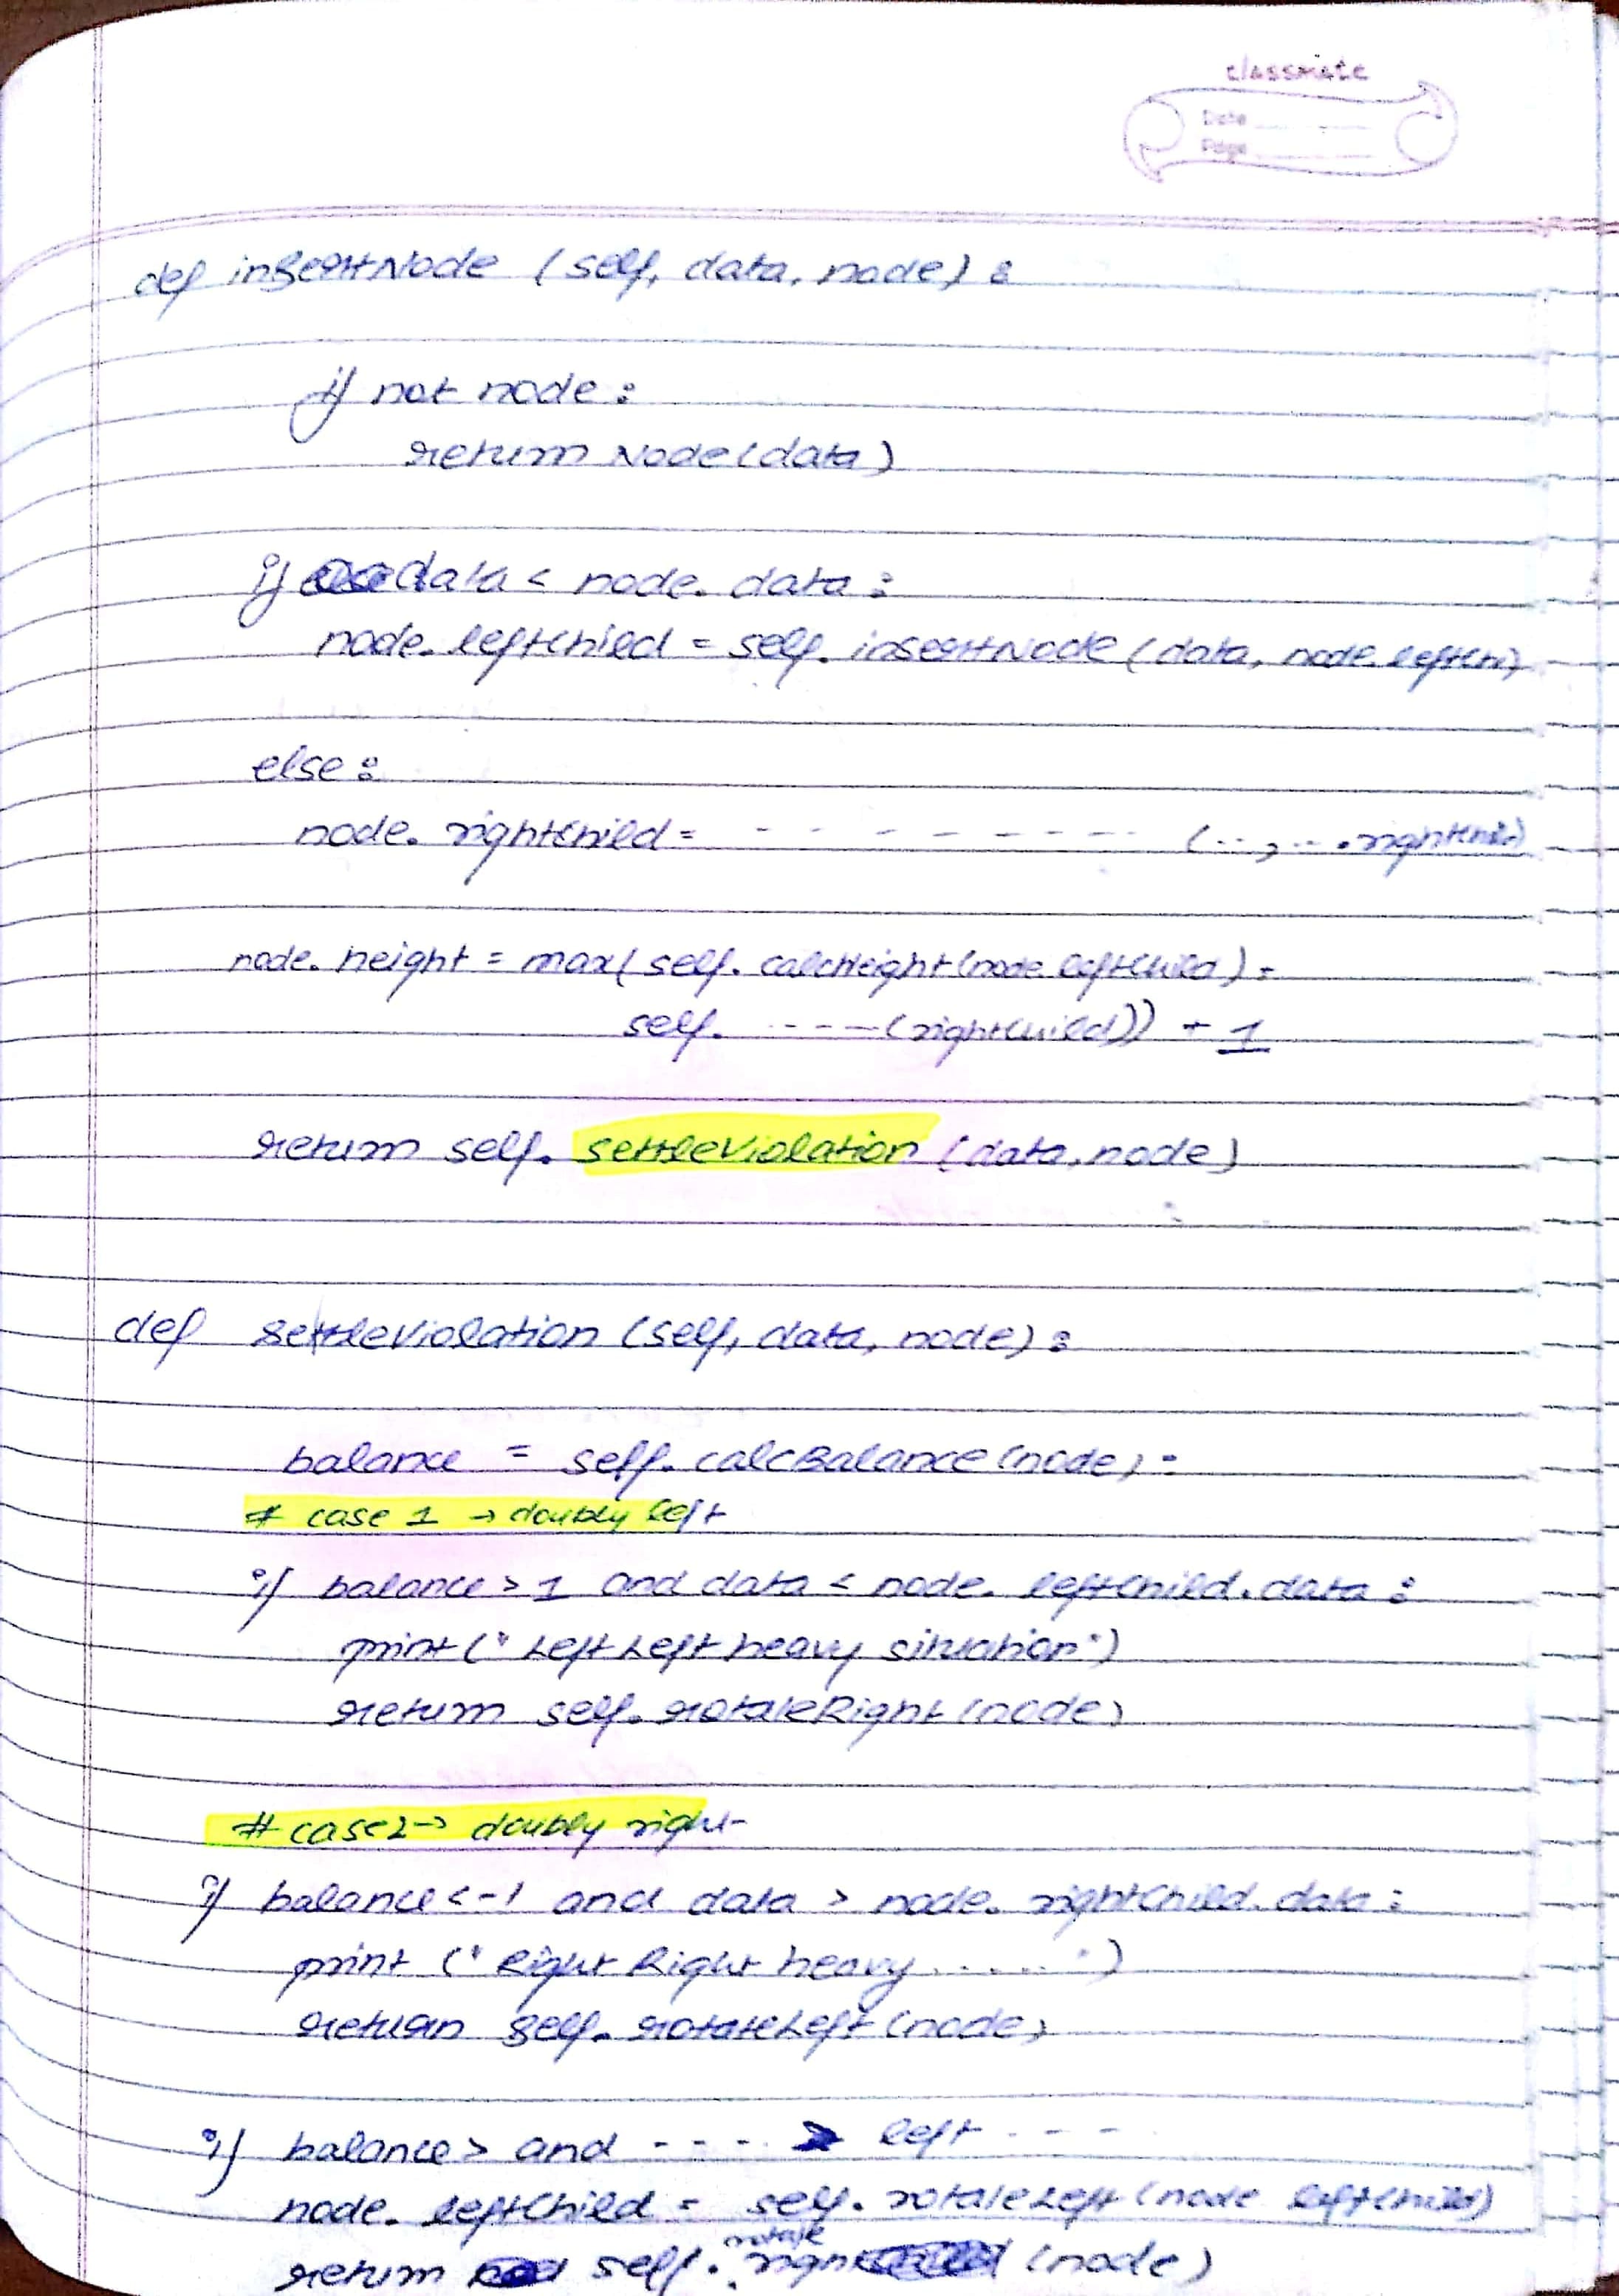 classmate
Date
Page
def insertNode (self, data, node) :
if not node :
return Node(data)
if data < node. data :
node. leftChild = self. insertNode (data, node.leftChi)
else :
node. rightChild = - - - - - - - - - (..., ... .rightChild)
node. height = max( self. calcHeight(node.leftChild) :
self. - - - - (rightChild)) + 1
return self. settleViolation (data, node)
def settleViolation (self, data, node) :
balance = self. calcBalance(node) :
# case 1 → doubly left
if balance > 1 and data < node. leftChild.data :
print (" Left Left heavy situation")
return self. rotateRight (node)
# case2 → doubly right
if balance < -1 and data > node. rightChild.data :
print (" Right Right heavy ..... ")
return self. rotateLeft (node)
if balance > and - - - - > left - - -
node. leftChild = self. rotateLeft (node leftChild)
return self. rotate right (node)